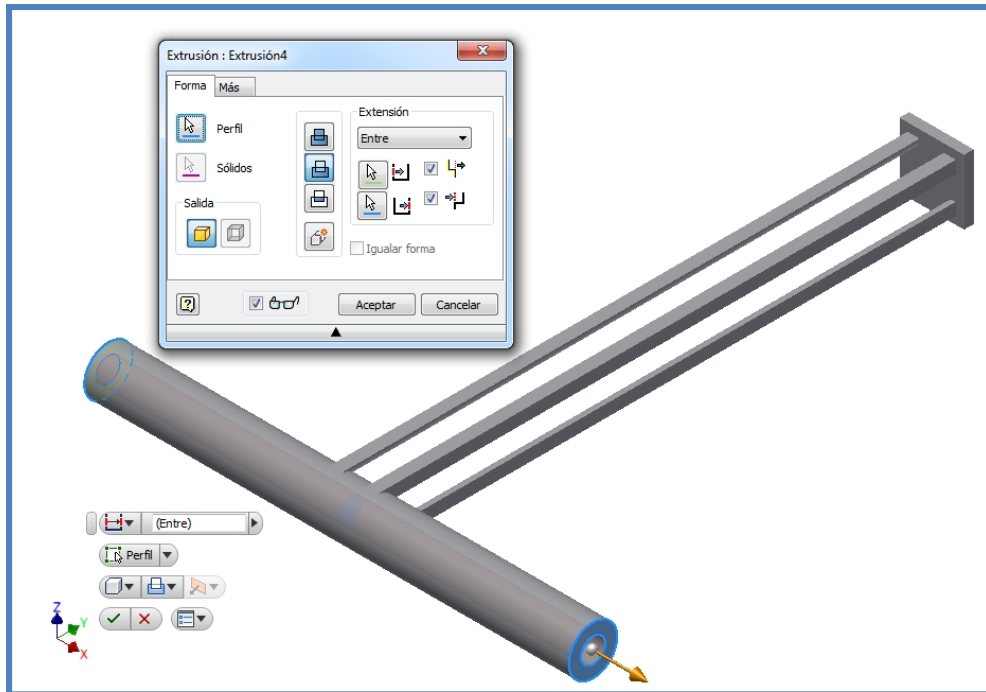 Extrusión : Extrusión4
Forma Más
Perfil
Sólidos
Salida
Extensión
Entre
Igualar forma
Aceptar Cancelar
(Entre)
Perfil
Z
Y
X